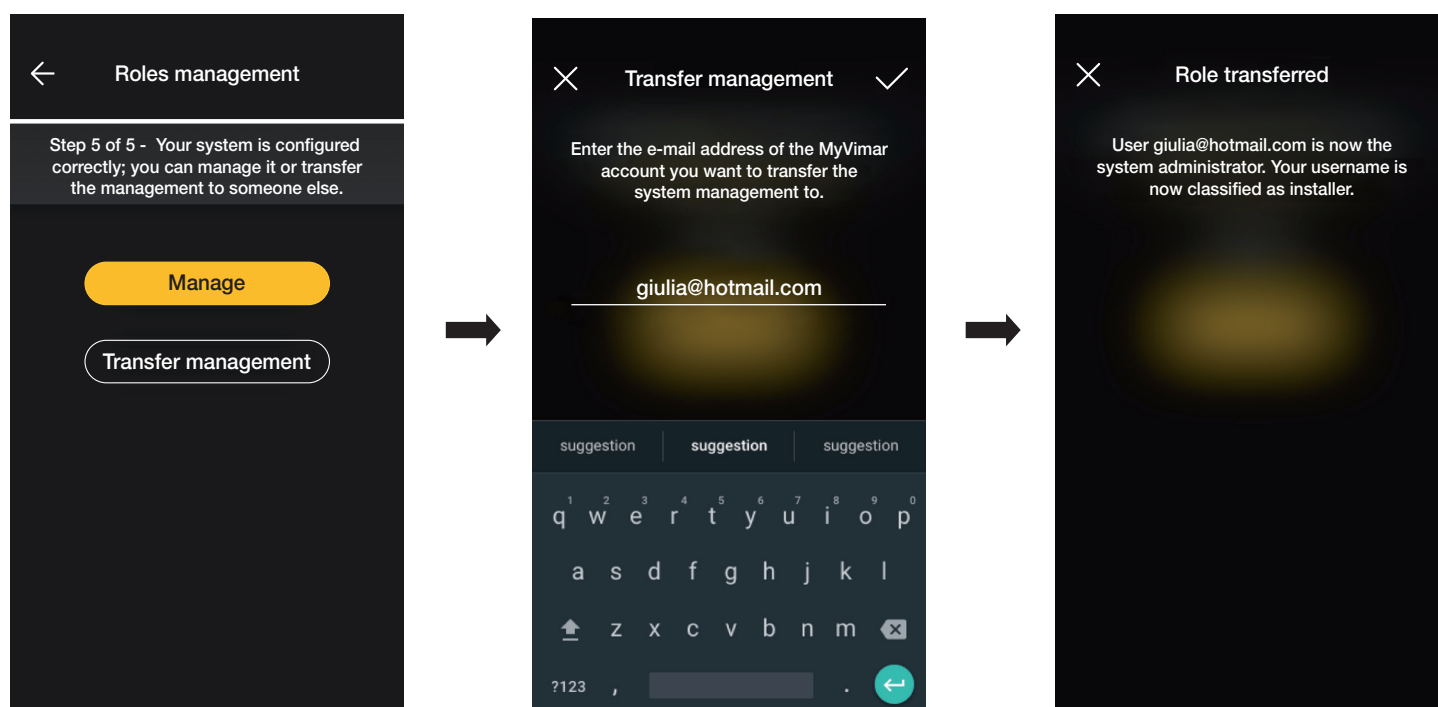 Roles management
Step 5 of 5 - Your system is configured
correctly; you can manage it or transfer
the management to someone else.
Manage
Transfer management
Transfer management
Enter the e-mail address of the MyVimar
account you want to transfer the
system management to.
giulia@hotmail.com
suggestion suggestion suggestion
1 2 3 4 5 6 7 8 9 0
q w e r t y u i o p
a s d f g h j k l
z x c v b n m
?123 , .
Role transferred
User giulia@hotmail.com is now the
system administrator. Your username is
now classified as installer.